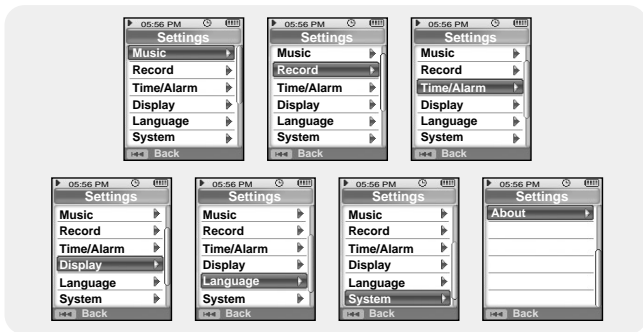 05:56 PM
Settings
Music
Record
Time/Alarm
Display
Language
System
Back
05:56 PM
Settings
Music
Record
Time/Alarm
Display
Language
System
Back
05:56 PM
Settings
Music
Record
Time/Alarm
Display
Language
System
Back
05:56 PM
Settings
Music
Record
Time/Alarm
Display
Language
System
Back
05:56 PM
Settings
Music
Record
Time/Alarm
Display
Language
System
Back
05:56 PM
Settings
Music
Record
Time/Alarm
Display
Language
System
Back
05:56 PM
Settings
About
Back